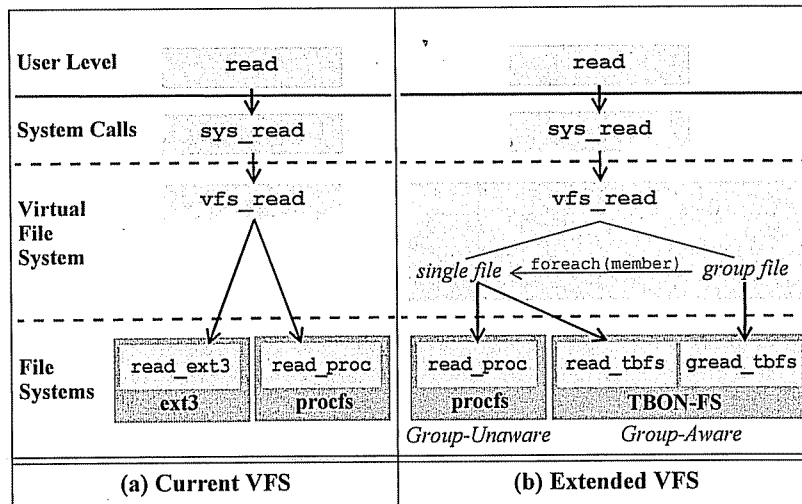 User Level
read
read
System Calls
sys_read
sys_read
Virtual
File
System
vfs_read
vfs_read
single file
foreach(member)
group file
File
Systems
read_ext3
read_proc
ext3
procfs
read_proc
read_tbfs
gread_tbfs
procfs
TBON-FS
Group-Unaware
Group-Aware
(a) Current VFS
(b) Extended VFS